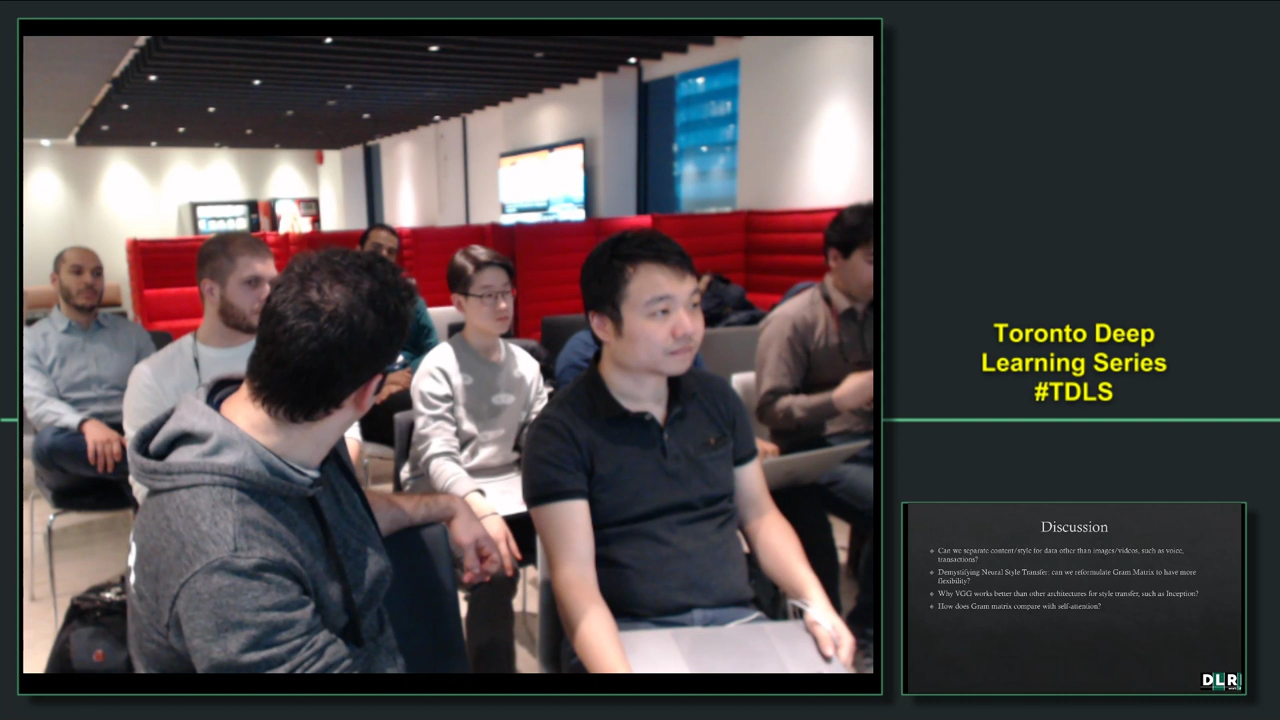 Toronto Deep
Learning Series
#TDLS
Discussion
Can we separate content/style for data other than images/videos, such as voice,
transactions?
Demystifying Neural Style Transfer: can we reformulate Gram Matrix to have more
flexibility?
Why VGG works better than other architectures for style transfer, such as Inception?
How does Gram matrix compare with self-attention?
DLR